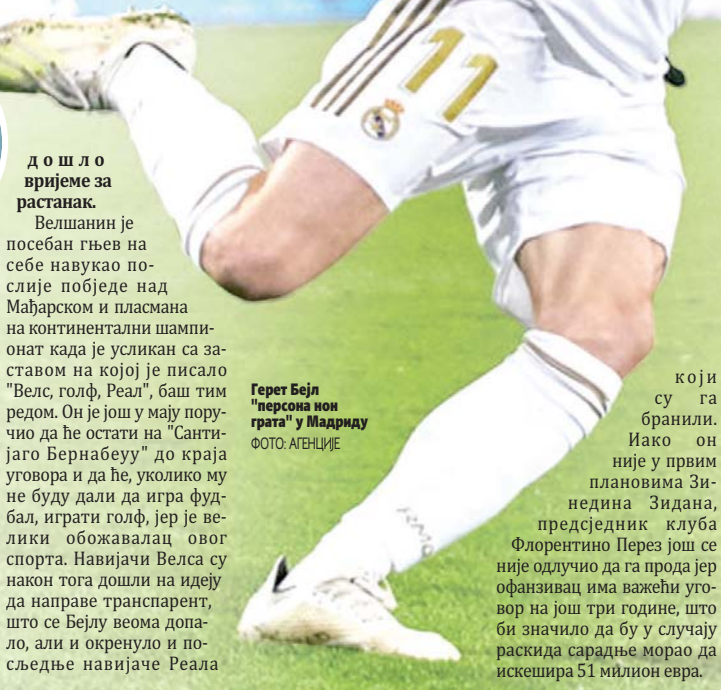 11
дошло
вријеме за
растанак.
Велшанин је
посебан гњев на
себе навукао по-
слије побједе над
Мађарском и пласмана
на континентални шампи-
онат када је усликан са за-
ставом на којој је писало
"Велс, голф, Реал", баш тим
редом. Он је још у мају пору-
чио да ће остати на "Санти-
јаго Бернабеуу" до краја
уговора и да ће, уколико му
не буду дали да игра фуд-
бал, играти голф, јер је ве-
лики обожавалац овог
спорта. Навијачи Велса су
након тога дошли на идеју
да направе транспарент,
што се Бејлу веома допа-
ло, али и окренуло и по-
сљедње навијаче Реала
Герет Бејл
"персона нон
грата" у Мадриду
ФОТО: АГЕНЦИЈЕ
који
су га
бранили.
Иако он
није у првим
плановима Зи-
недина Зидана,
предсједник клуба
Флорентино Перез још се
није одлучио да га прода јер
офанзивац има важећи уго-
вор на још три године, што
би значило да бу у случају
раскида сарадње морао да
искешира 51 милион евра.